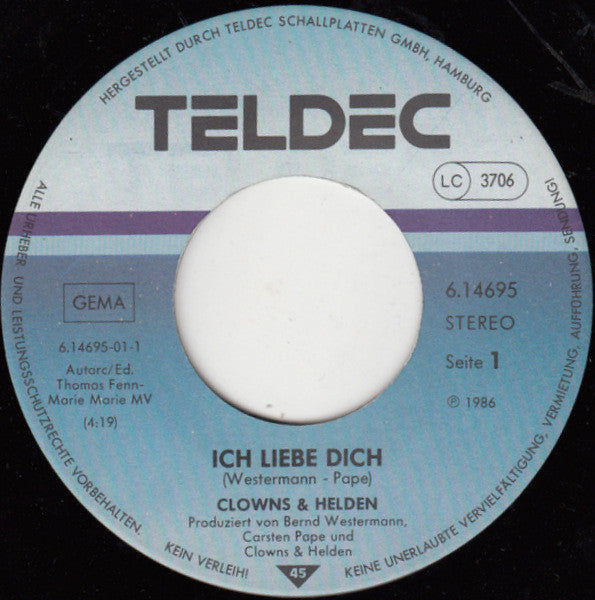 HERGESTELLT DURCH TELDEC SCHALLPLATTEN GMBH, HAMBURG
TELDEC
LC 3706
GEMA
6.14695-01-1
Autarc/Ed.
Thomas Fenn-
Marie Marie MV
(4:19)
6.14695
STEREO
Seite 1
℗ 1986
ICH LIEBE DICH
(Westermann - Pape)
CLOWNS & HELDEN
Produziert von Bernd Westermann,
Carsten Pape und
Clowns & Helden
45
ALLE URHEBER- UND LEISTUNGSSCHUTZRECHTE VORBEHALTEN. KEIN VERLEIH! KEINE UNERLAUBTE VERVIELFÄLTIGUNG, VERMIETUNG, AUFFÜHRUNG, SENDUNG!